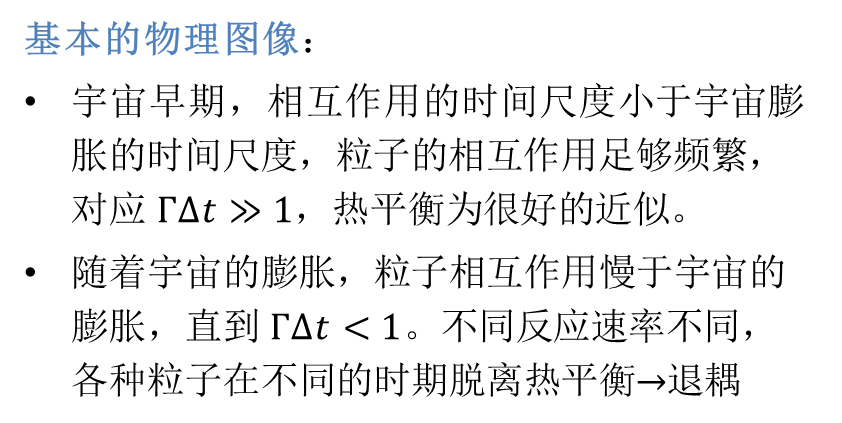 基本的物理图像：
• 宇宙早期，相互作用的时间尺度小于宇宙膨
胀的时间尺度，粒子的相互作用足够频繁，
对应 ΓΔ𝑡 ≫ 1，热平衡为很好的近似。
• 随着宇宙的膨胀，粒子相互作用慢于宇宙的
膨胀，直到 ΓΔ𝑡 < 1。不同反应速率不同，
各种粒子在不同的时期脱离热平衡→退耦